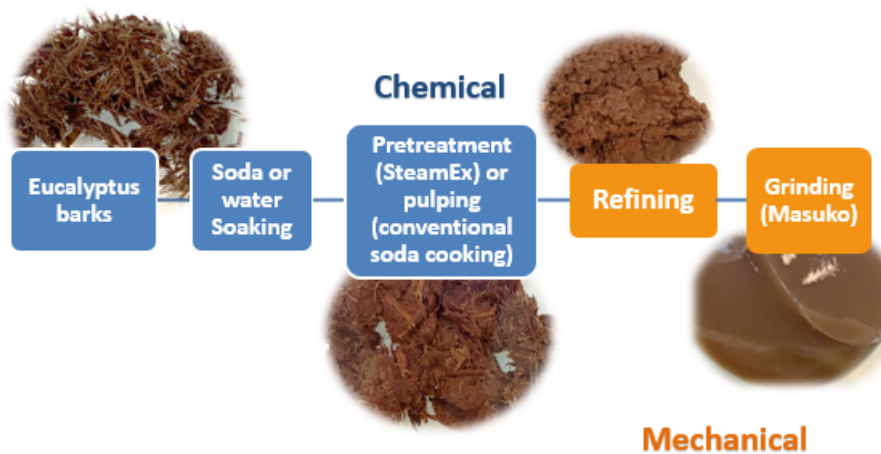 Chemical
Eucalyptus
barks
Soda or
water
Soaking
Pretreatment
(SteamEx) or
pulping
(conventional
soda cooking)
Refining
Grinding
(Masuko)
Mechanical